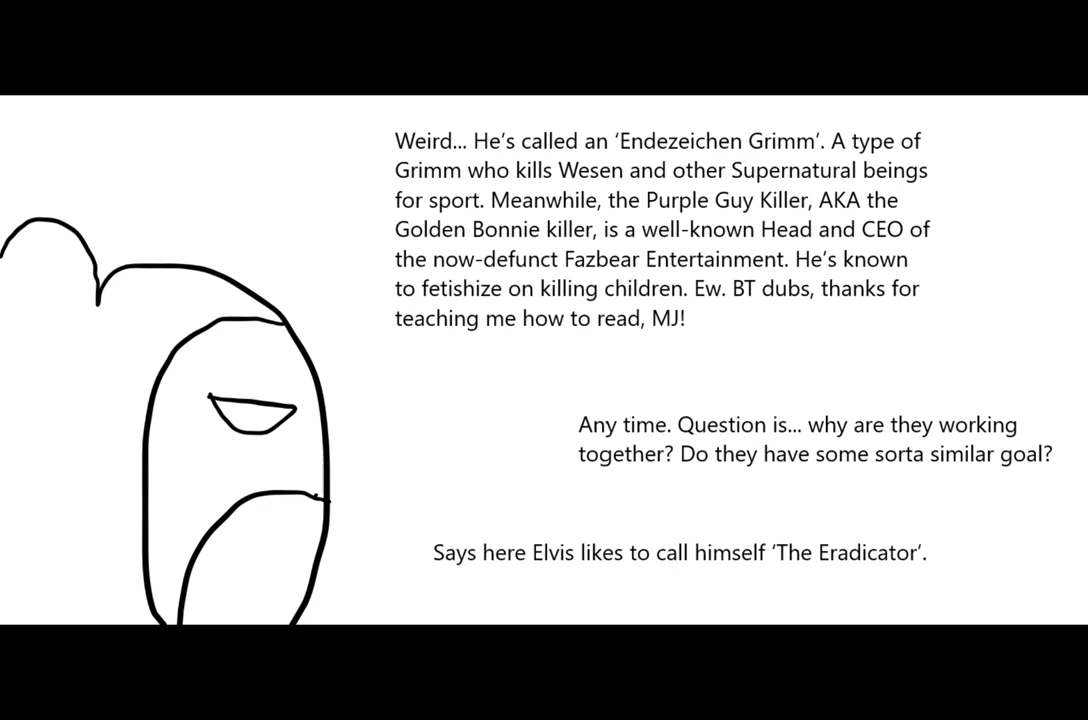 Weird... He's called an ‘Endezeichen Grimm’. A type of
Grimm who kills Wesen and other Supernatural beings
for sport. Meanwhile, the Purple Guy Killer, AKA the
Golden Bonnie killer, is a well-known Head and CEO of
the now-defunct Fazbear Entertainment. He’s known
to fetishize on killing children. Ew. BT dubs, thanks for
teaching me how to read, MJ!
Any time. Question is... why are they working
together? Do they have some sorta similar goal?
Says here Elvis likes to call himself ‘The Eradicator’.